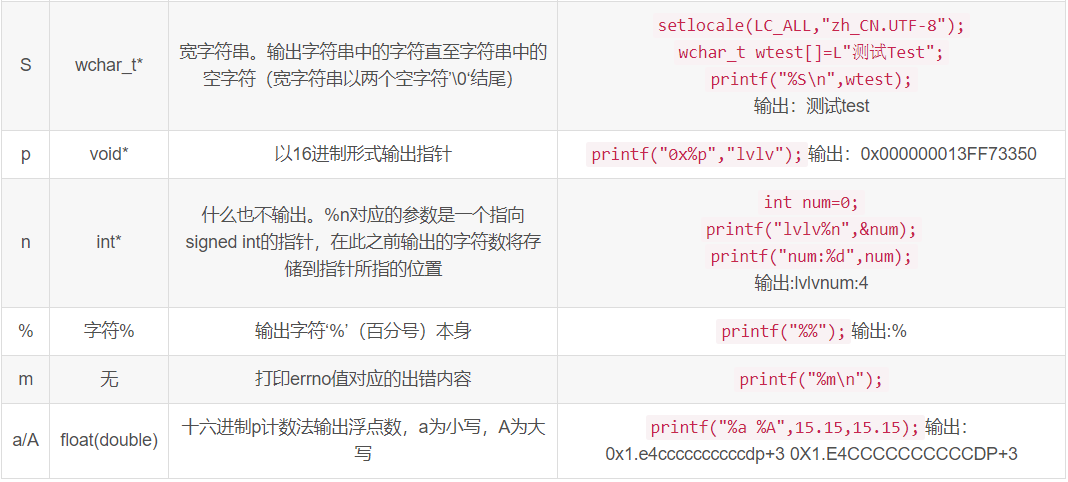 S
wchar_t*
宽字符串。输出字符串中的字符直至字符串中的
空字符（宽字符串以两个空字符'\0'结尾）
setlocale(LC_ALL,"zh_CN.UTF-8");
wchar_t wtest[]=L"测试Test";
printf("%S\n",wtest);
输出：测试test
p
void*
以16进制形式输出指针
printf("0x%p","lvlv"); 输出：0x000000013FF73350
n
int*
什么也不输出。%n对应的参数是一个指向
signed int的指针，在此之前输出的字符数将存
储到指针所指的位置
int num=0;
printf("lvlv%n",&num);
printf("num:%d",num);
输出:lvlvnum:4
%
字符%
输出字符‘%’（百分号）本身
printf("%%"); 输出:%
m
无
打印errno值对应的出错内容
printf("%m\n");
a/A
float(double)
十六进制p计数法输出浮点数，a为小写，A为大
写
printf("%a %A",15.15,15.15); 输出：
0x1.e4ccccccccccdp+3 0X1.E4CCCCCCCCCCDP+3